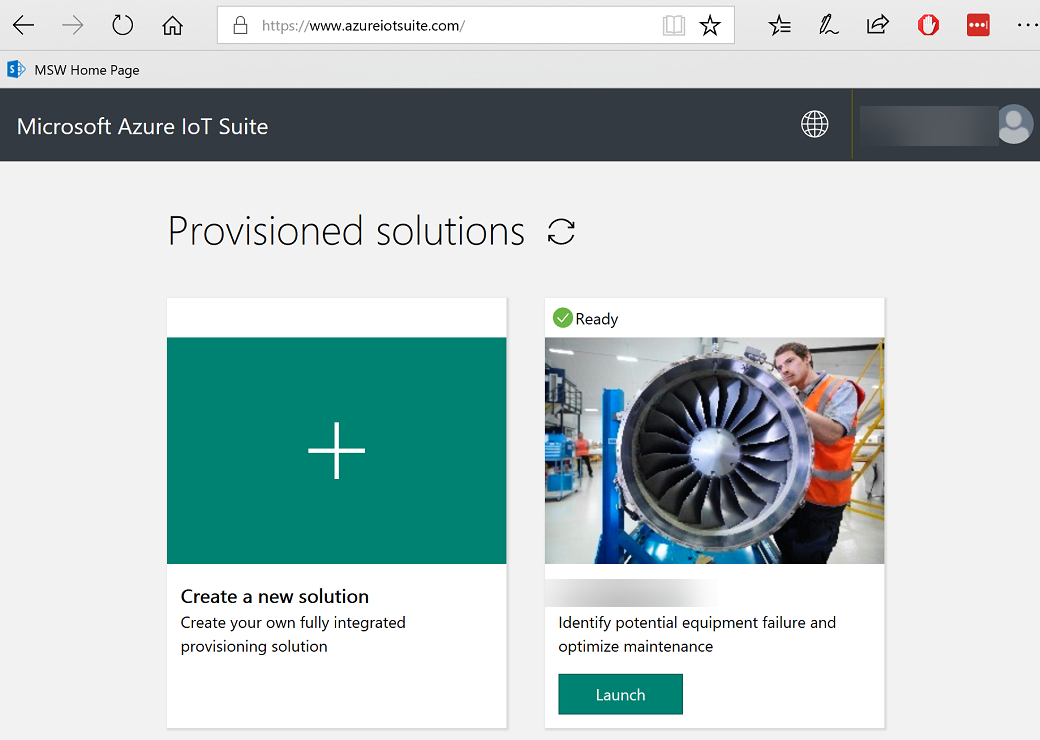 https://www.azureiotsuite.com/
MSW Home Page
Microsoft Azure IoT Suite
Provisioned solutions
Ready
Create a new solution
Create your own fully integrated
provisioning solution
Identify potential equipment failure and
optimize maintenance
Launch